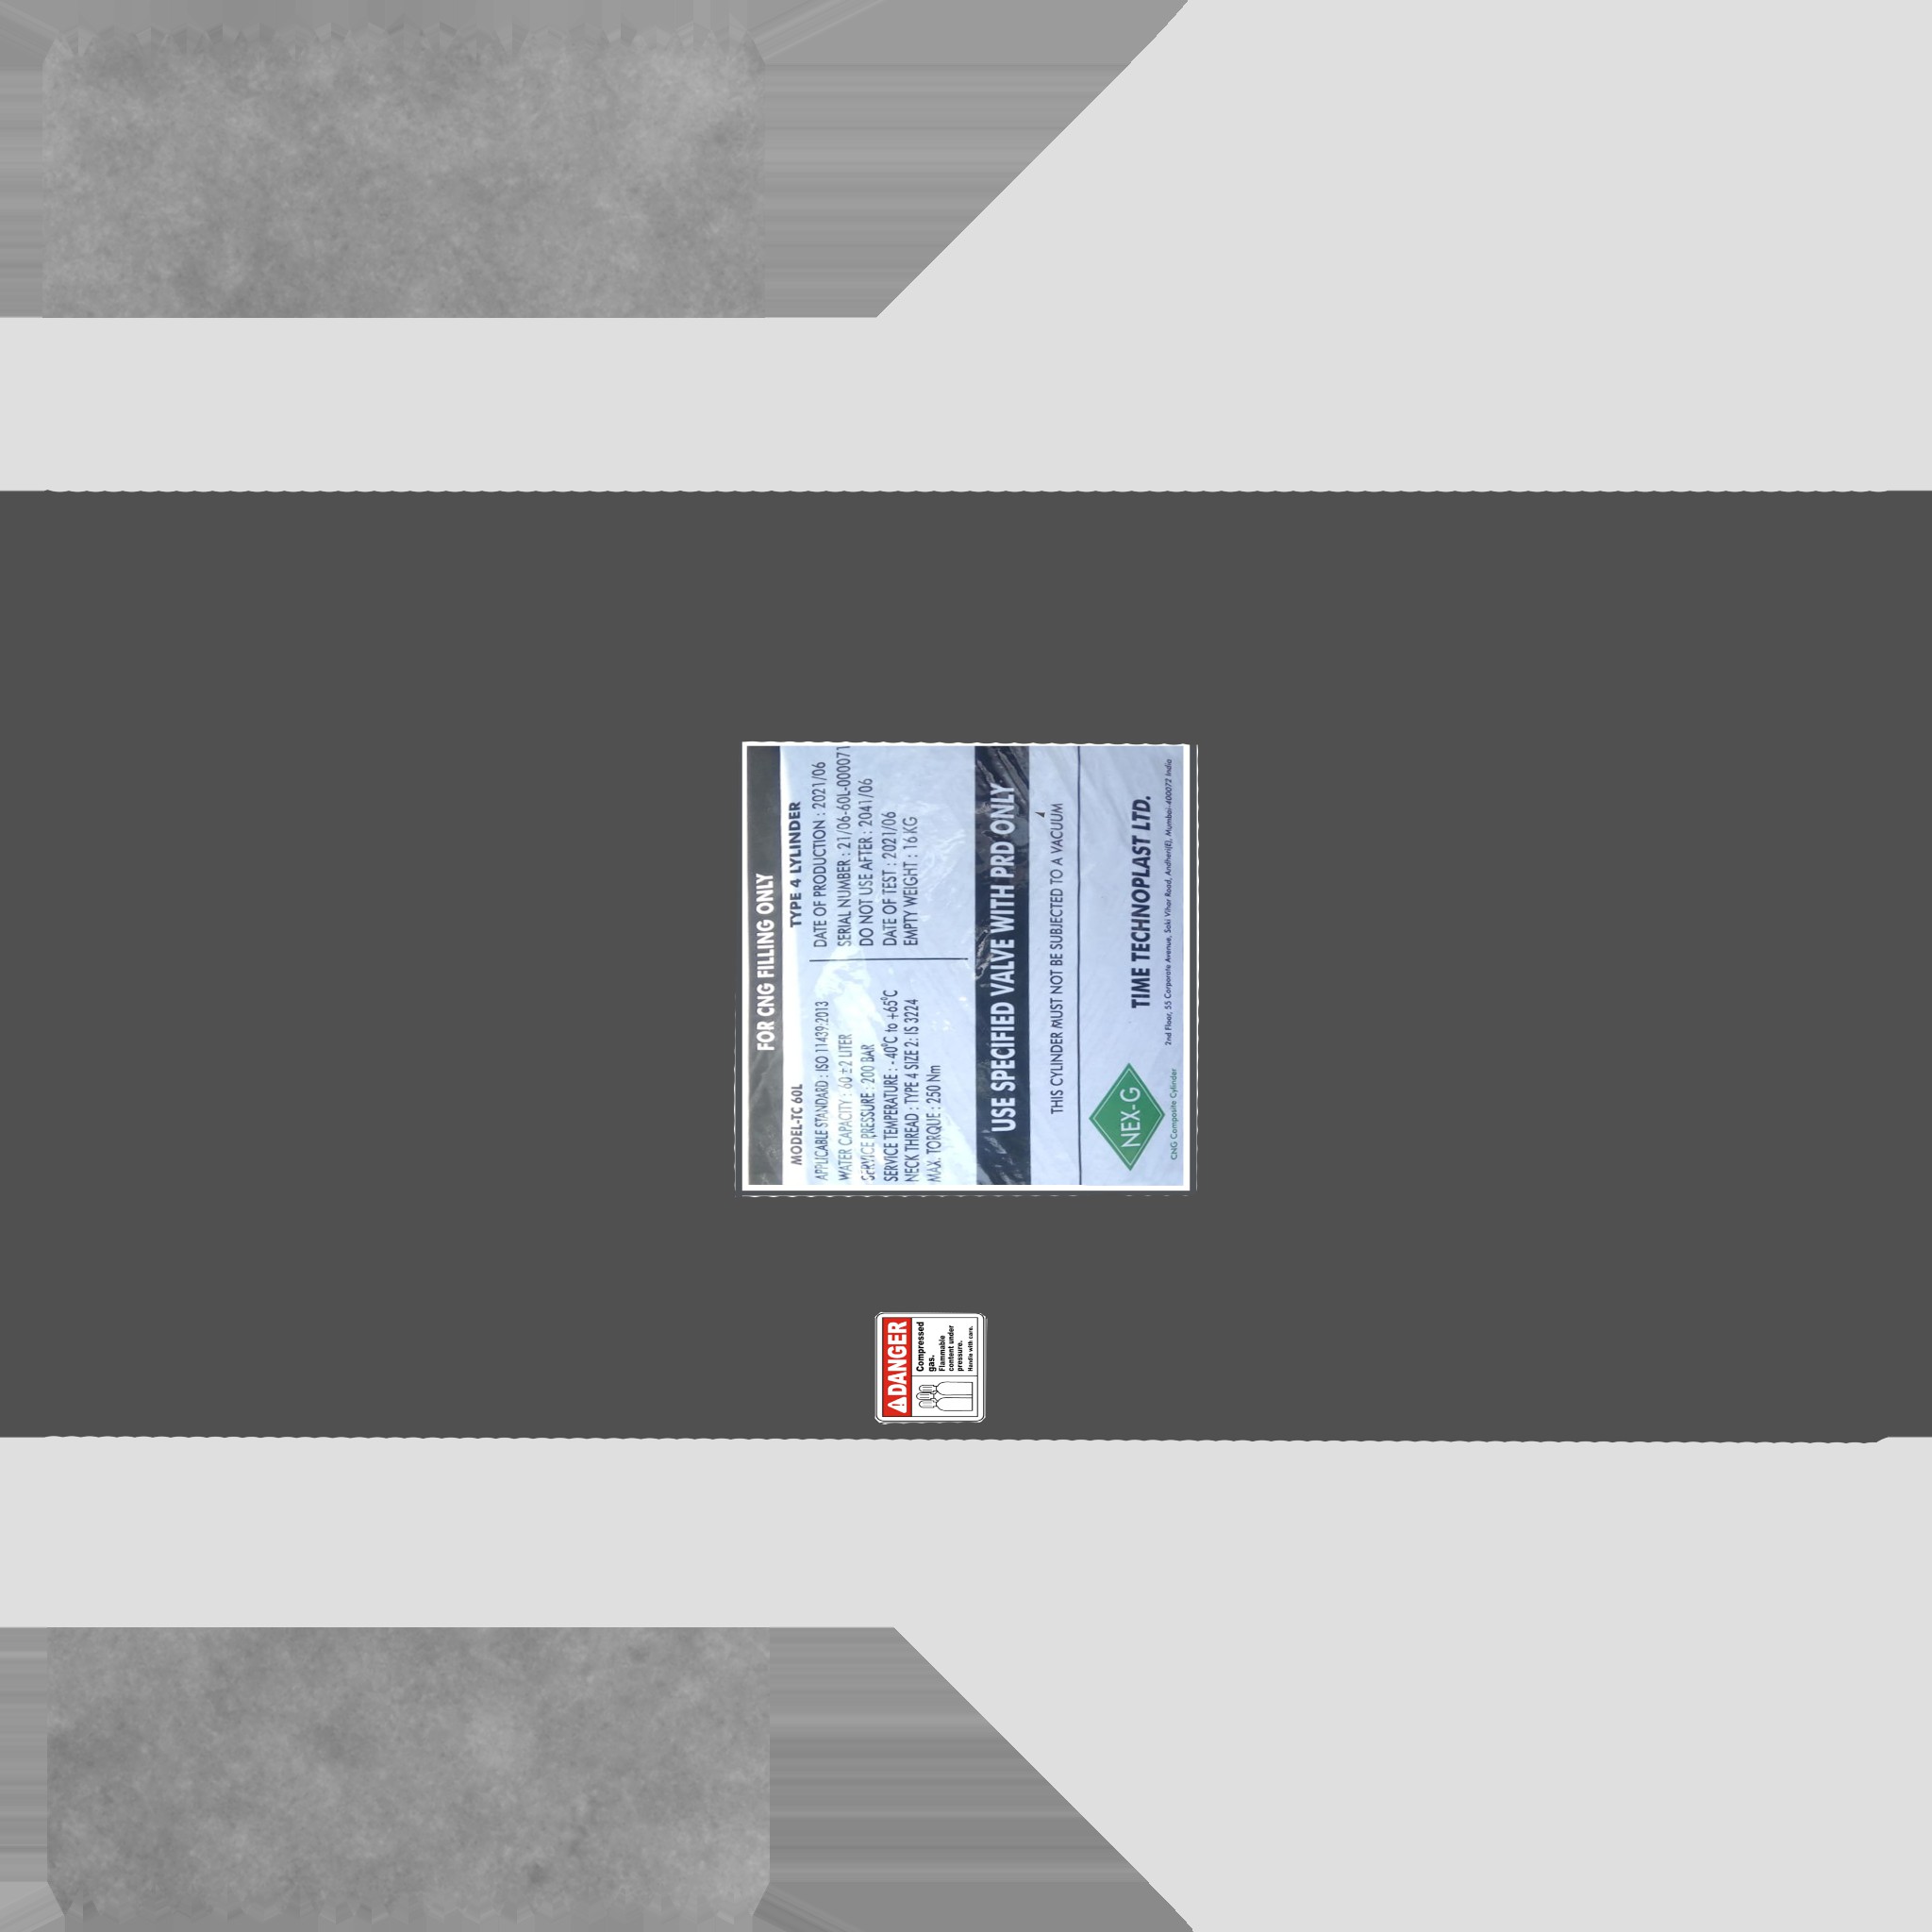 FOR CNG FILLING ONLY
MODEL-TC 60L
TYPE 4 LYLINDER
APPLICABLE STANDARD : ISO 11439:2013
WATER CAPACITY : 60 ± 2 LITER
SERVICE PRESSURE : 200 BAR
SERVICE TEMPERATURE : - 40°C to +65°C
NECK THREAD : TYPE 4 SIZE 2: IS 3224
MAX. TORQUE : 250 Nm
DATE OF PRODUCTION : 2021/06
SERIAL NUMBER : 21/06-60L-000071
DO NOT USE AFTER : 2041/06
DATE OF TEST : 2021/06
EMPTY WEIGHT : 16 KG
USE SPECIFIED VALVE WITH PRD ONLY.
THIS CYLINDER MUST NOT BE SUBJECTED TO A VACUUM
NEX-G
CNG Composite Cylinder
TIME TECHNOPLAST LTD.
2nd Floor, 55 Corporate Avenue, Saki Vihar Road, Andheri(E), Mumbai-400072 India
DANGER
Compressed
gas.
Flammable
content under
pressure.
Handle with care.